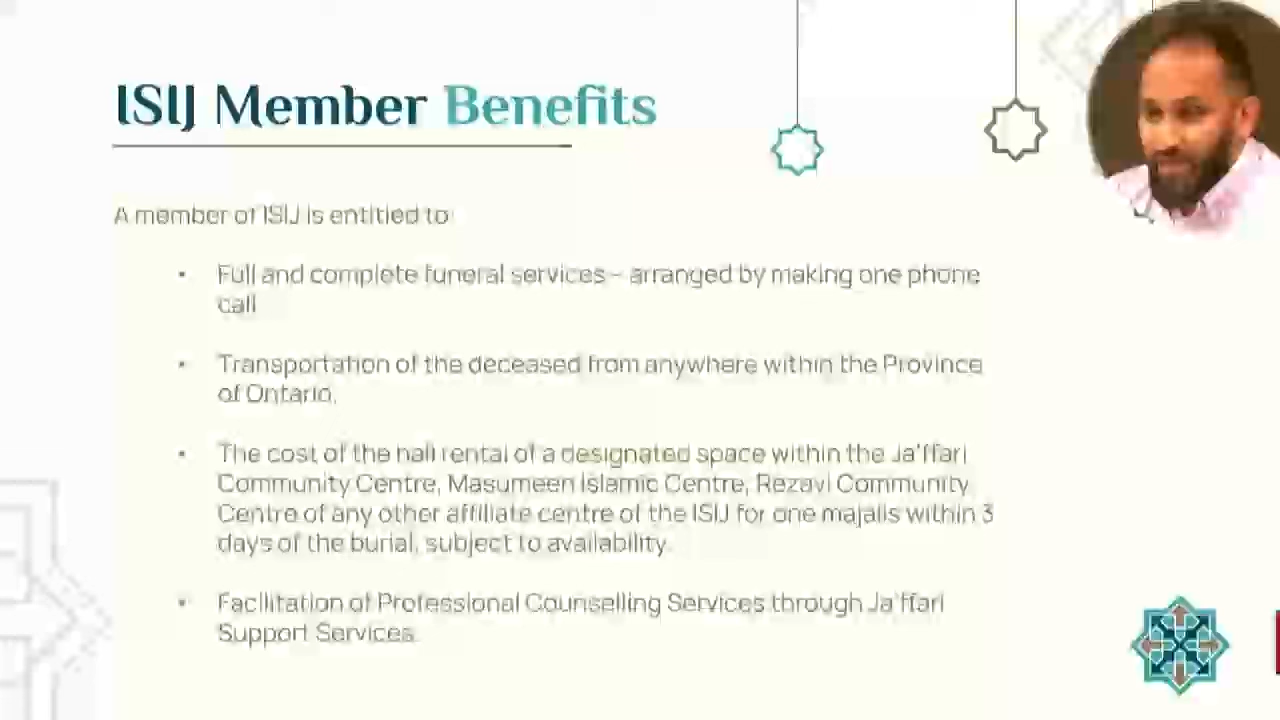 ISIJ Member Benefits
A member of ISIJ is entitled to
• Full and complete funeral services – arranged by making one phone
call
• Transportation of the deceased from anywhere within the Province
of Ontario.
• The cost of the hall rental of a designated space within the Ja'ffari
Community Centre, Masumeen Islamic Centre, Rezavi Community
Centre of any other affiliate centre of the ISIJ for one majalis within 3
days of the burial, subject to availability.
• Facilitation of Professional Counselling Services through Ja'ffari
Support Services.